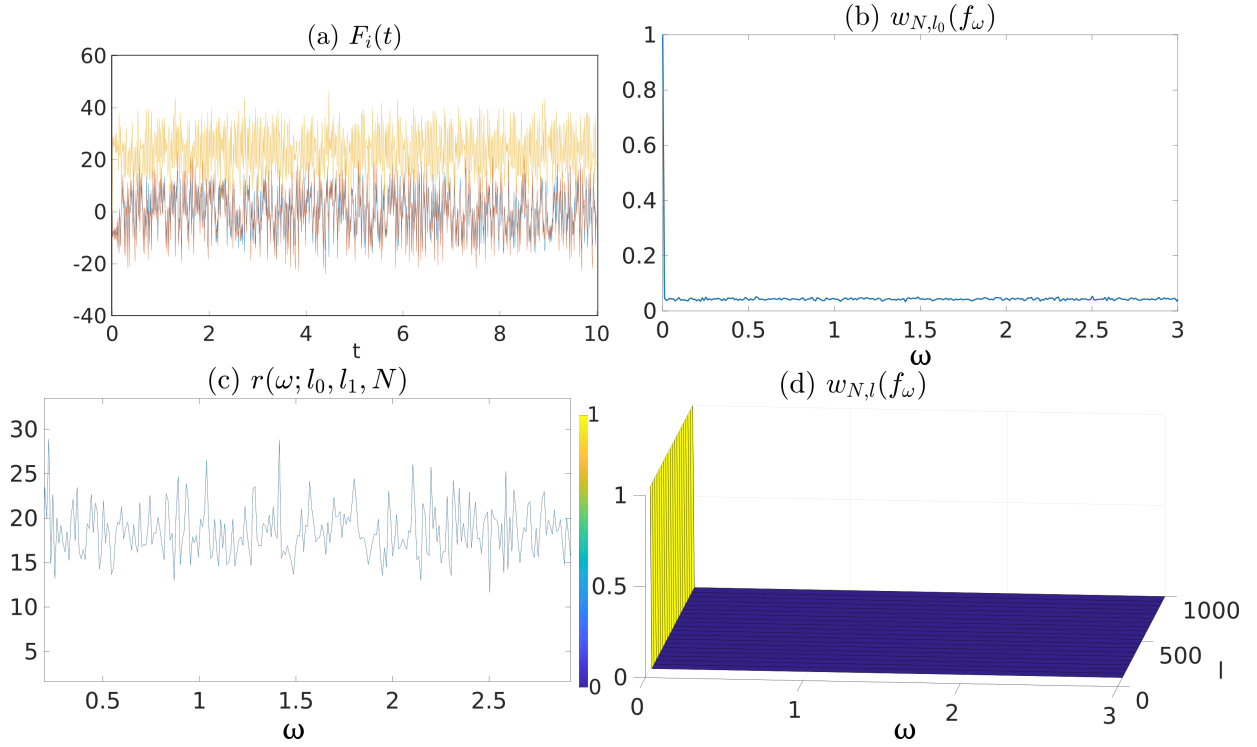 (a) $F_i(t)$
60
40
20
0
-20
-40
0 2 4 6 8 10
t
(b) $w_{N,l_0}(f_\omega)$
1
0.8
0.6
0.4
0.2
0
0 0.5 1 1.5 2 2.5 3
ω
(c) $r(\omega; l_0, l_1, N)$
30
25
20
15
10
5
0.5 1 1.5 2 2.5
ω
1
0.5
0
(d) $w_{N,l}(f_\omega)$
1
0.5
0
0 1 2 3
ω
0
500
1000
l